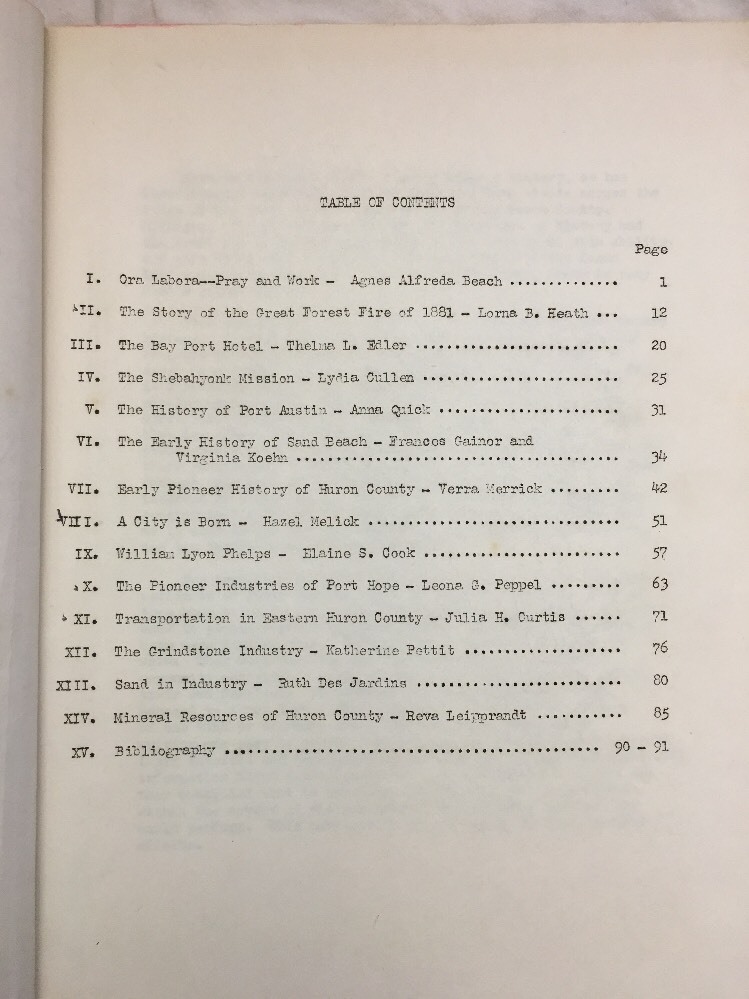 TABLE OF CONTENTS
Page
I. Ora Labora--Pray and Work - Agnes Alfreda Beach .............. 1
II. The Story of the Great Forest Fire of 1881 - Lorna B. Heath ... 12
III. The Bay Port Hotel - Thelma L. Edler .......................... 20
IV. The Shebahyonk Mission - Lydia Cullen ......................... 25
V. The History of Port Austin - Anna Quick ....................... 31
VI. The Early History of Sand Beach - Frances Gainor and
Virginia Koehn ......................................... 34
VII. Early Pioneer History of Huron County - Verra Merrick ......... 42
VIII. A City is Born - Hazel Melick ................................ 51
IX. William Lyon Phelps - Elaine S. Cook ......................... 57
X. The Pioneer Industries of Port Hope - Leona G. Peppel ......... 63
XI. Transportation in Eastern Huron County - Julia H. Curtis ...... 71
XII. The Grindstone Industry - Katherine Pettit .................... 76
XIII. Sand in Industry - Ruth Des Jardins .......................... 80
XIV. Mineral Resources of Huron County - Reva Leipprandt ........... 85
XV. Bibliography ............................................... 90 - 91